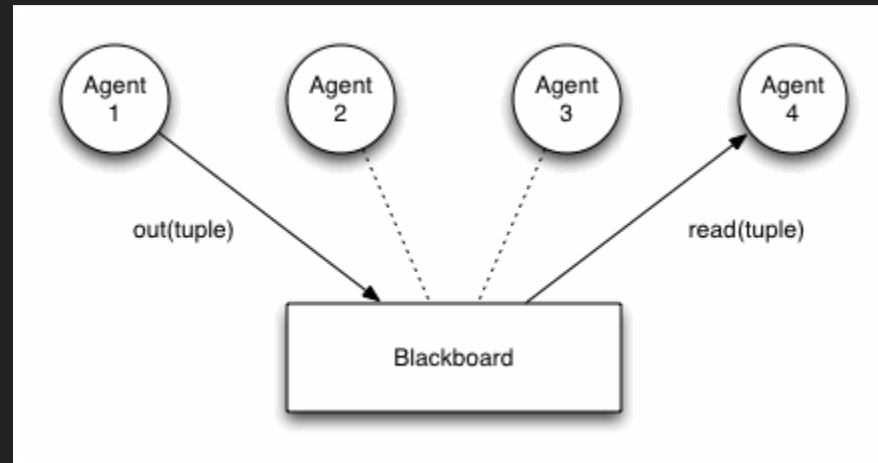 Agent
1
Agent
2
Agent
3
Agent
4
out(tuple)
read(tuple)
Blackboard